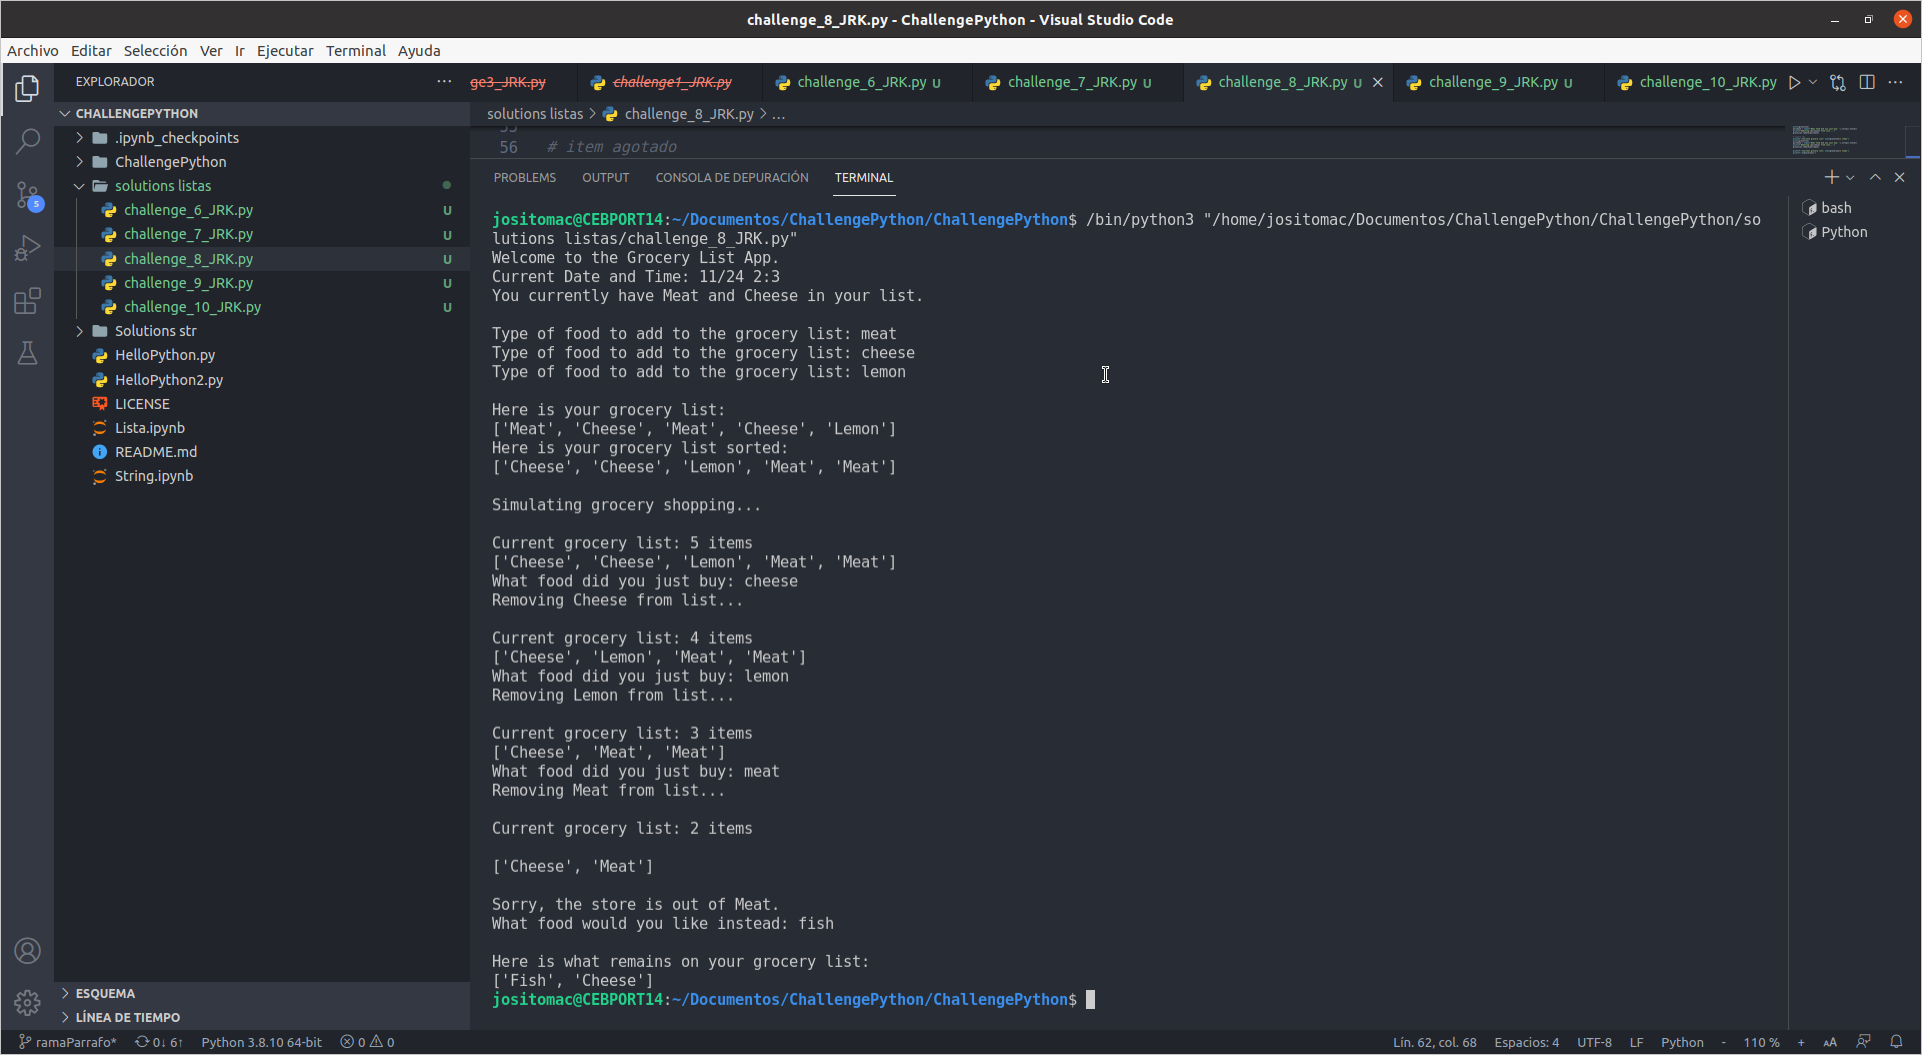 challenge_8_JRK.py - ChallengePython - Visual Studio Code
Archivo Editar Selección Ver Ir Ejecutar Terminal Ayuda
EXPLORADOR
ge3_JRK.py challenge1_JRK.py challenge_6_JRK.py U challenge_7_JRK.py U challenge_8_JRK.py U challenge_9_JRK.py U challenge_10_JRK.py
CHALLENGEPYTHON
.ipynb_checkpoints
ChallengePython
solutions listas
challenge_6_JRK.py U
challenge_7_JRK.py U
challenge_8_JRK.py U
challenge_9_JRK.py U
challenge_10_JRK.py U
Solutions str
HelloPython.py
HelloPython2.py
LICENSE
Lista.ipynb
README.md
String.ipynb
ESQUEMA
LÍNEA DE TIEMPO
5
solutions listas > challenge_8_JRK.py > ...
55
56 # item agotado
PROBLEMS OUTPUT CONSOLA DE DEPURACIÓN TERMINAL
bash
Python
jositomac@CEBPORT14:~/Documentos/ChallengePython/ChallengePython$ /bin/python3 "/home/jositomac/Documentos/ChallengePython/ChallengePython/so
lutions listas/challenge_8_JRK.py"
Welcome to the Grocery List App.
Current Date and Time: 11/24 2:3
You currently have Meat and Cheese in your list.
Type of food to add to the grocery list: meat
Type of food to add to the grocery list: cheese
Type of food to add to the grocery list: lemon
Here is your grocery list:
['Meat', 'Cheese', 'Meat', 'Cheese', 'Lemon']
Here is your grocery list sorted:
['Cheese', 'Cheese', 'Lemon', 'Meat', 'Meat']
Simulating grocery shopping...
Current grocery list: 5 items
['Cheese', 'Cheese', 'Lemon', 'Meat', 'Meat']
What food did you just buy: cheese
Removing Cheese from list...
Current grocery list: 4 items
['Cheese', 'Lemon', 'Meat', 'Meat']
What food did you just buy: lemon
Removing Lemon from list...
Current grocery list: 3 items
['Cheese', 'Meat', 'Meat']
What food did you just buy: meat
Removing Meat from list...
Current grocery list: 2 items
['Cheese', 'Meat']
Sorry, the store is out of Meat.
What food would you like instead: fish
Here is what remains on your grocery list:
['Fish', 'Cheese']
jositomac@CEBPORT14:~/Documentos/ChallengePython/ChallengePython$
ramaParrafo* 0↓ 6↑ Python 3.8.10 64-bit 0 0 Lín. 62, col. 68 Espacios: 4 UTF-8 LF Python - 110 % + AA